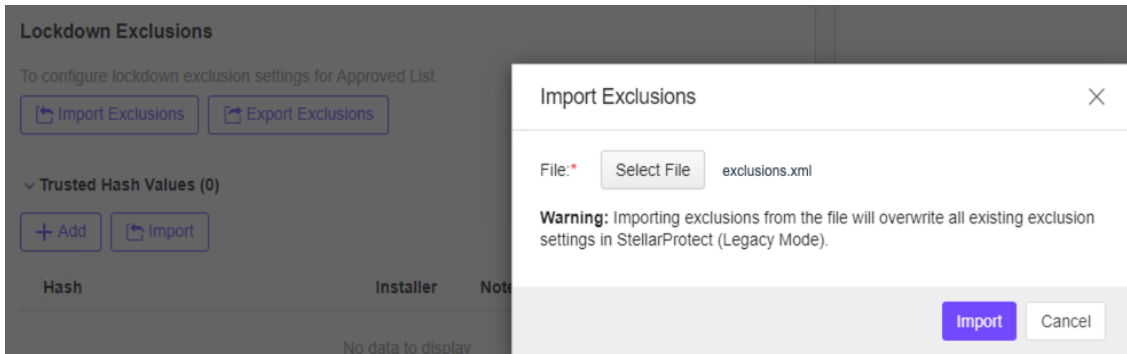 Lockdown Exclusions
To configure lockdown exclusion settings for Approved List.
Import Exclusions
Export Exclusions
Trusted Hash Values (0)
Add
Import
Hash
Installer
Note
No data to display
Import Exclusions
File:*
Select File
exclusions.xml
Warning: Importing exclusions from the file will overwrite all existing exclusion
settings in StellarProtect (Legacy Mode).
Import
Cancel